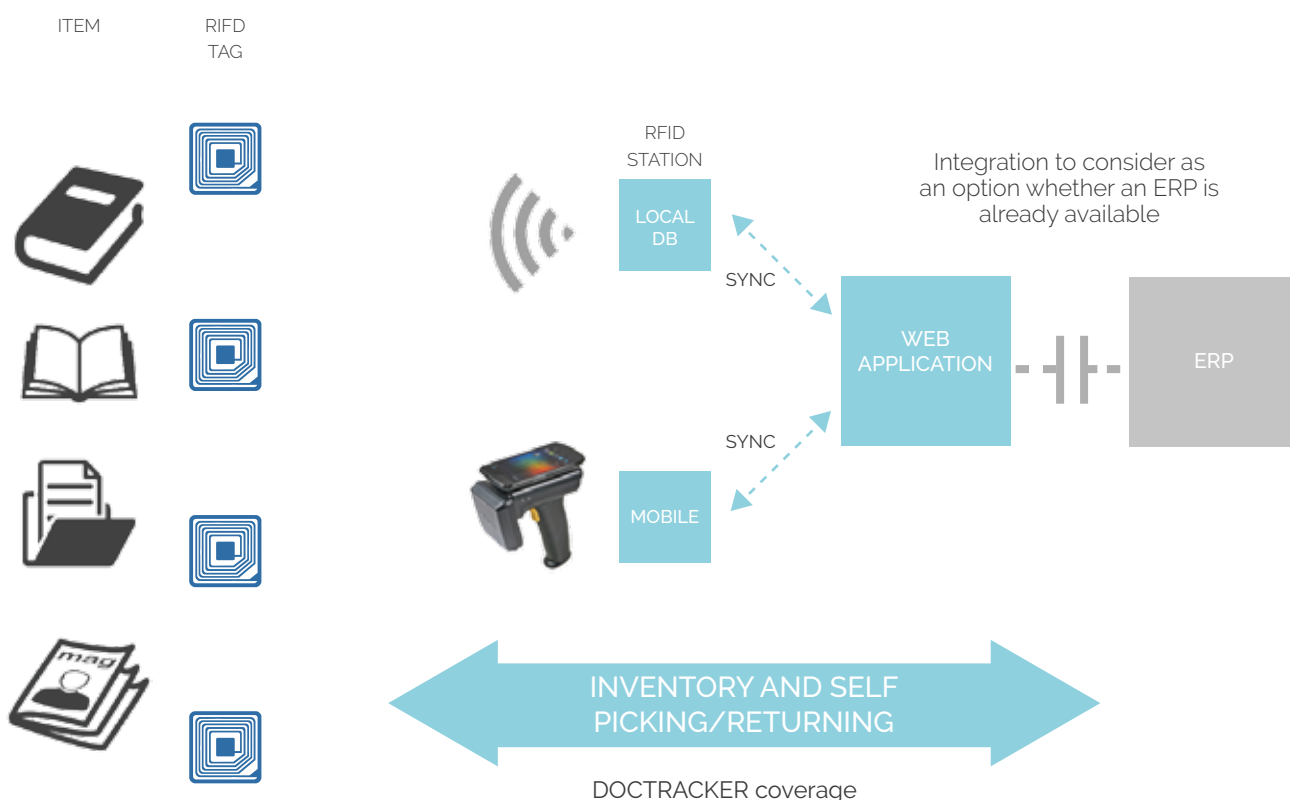 ITEM
RIFD
TAG
RFID
STATION
LOCAL
DB
SYNC
Integration to consider as
an option whether an ERP is
already available
WEB
APPLICATION
ERP
SYNC
MOBILE
mag
INVENTORY AND SELF
PICKING/RETURNING
DOCTRACKER coverage